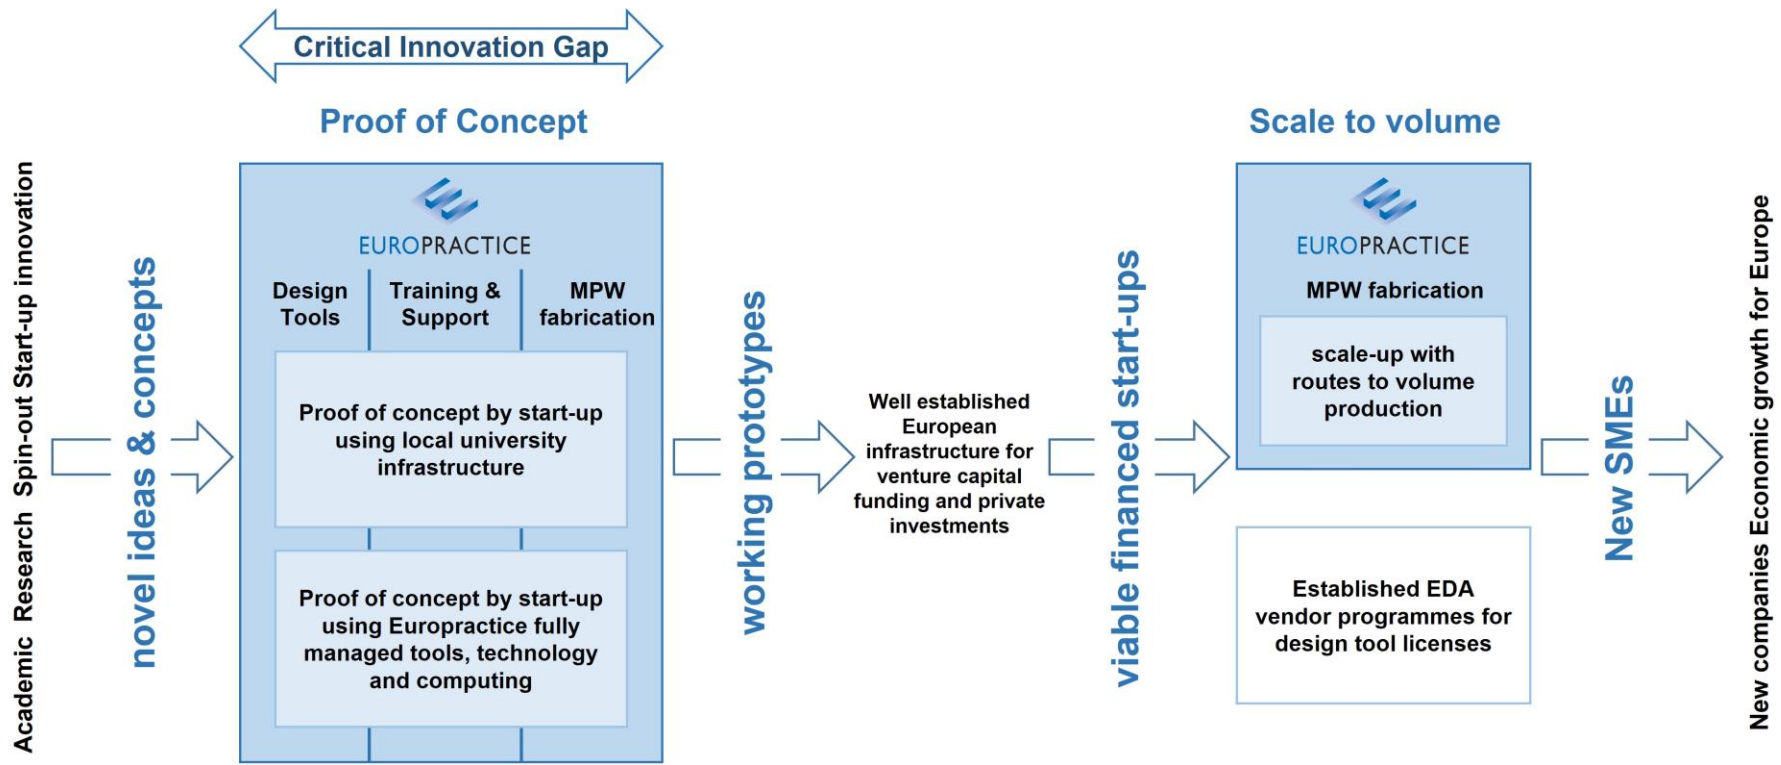 Critical Innovation Gap
Academic Research Spin-out Start-up innovation
novel ideas & concepts
Proof of Concept
EUROPRACTICE
Design
Tools
Training &
Support
MPW
fabrication
Proof of concept by start-up
using local university
infrastructure
Proof of concept by start-up
using Europractice fully
managed tools, technology
and computing
working prototypes
Well established
European
infrastructure for
venture capital
funding and private
investments
viable financed start-ups
Scale to volume
EUROPRACTICE
MPW fabrication
scale-up with
routes to volume
production
Established EDA
vendor programmes for
design tool licenses
New SMEs
New companies Economic growth for Europe